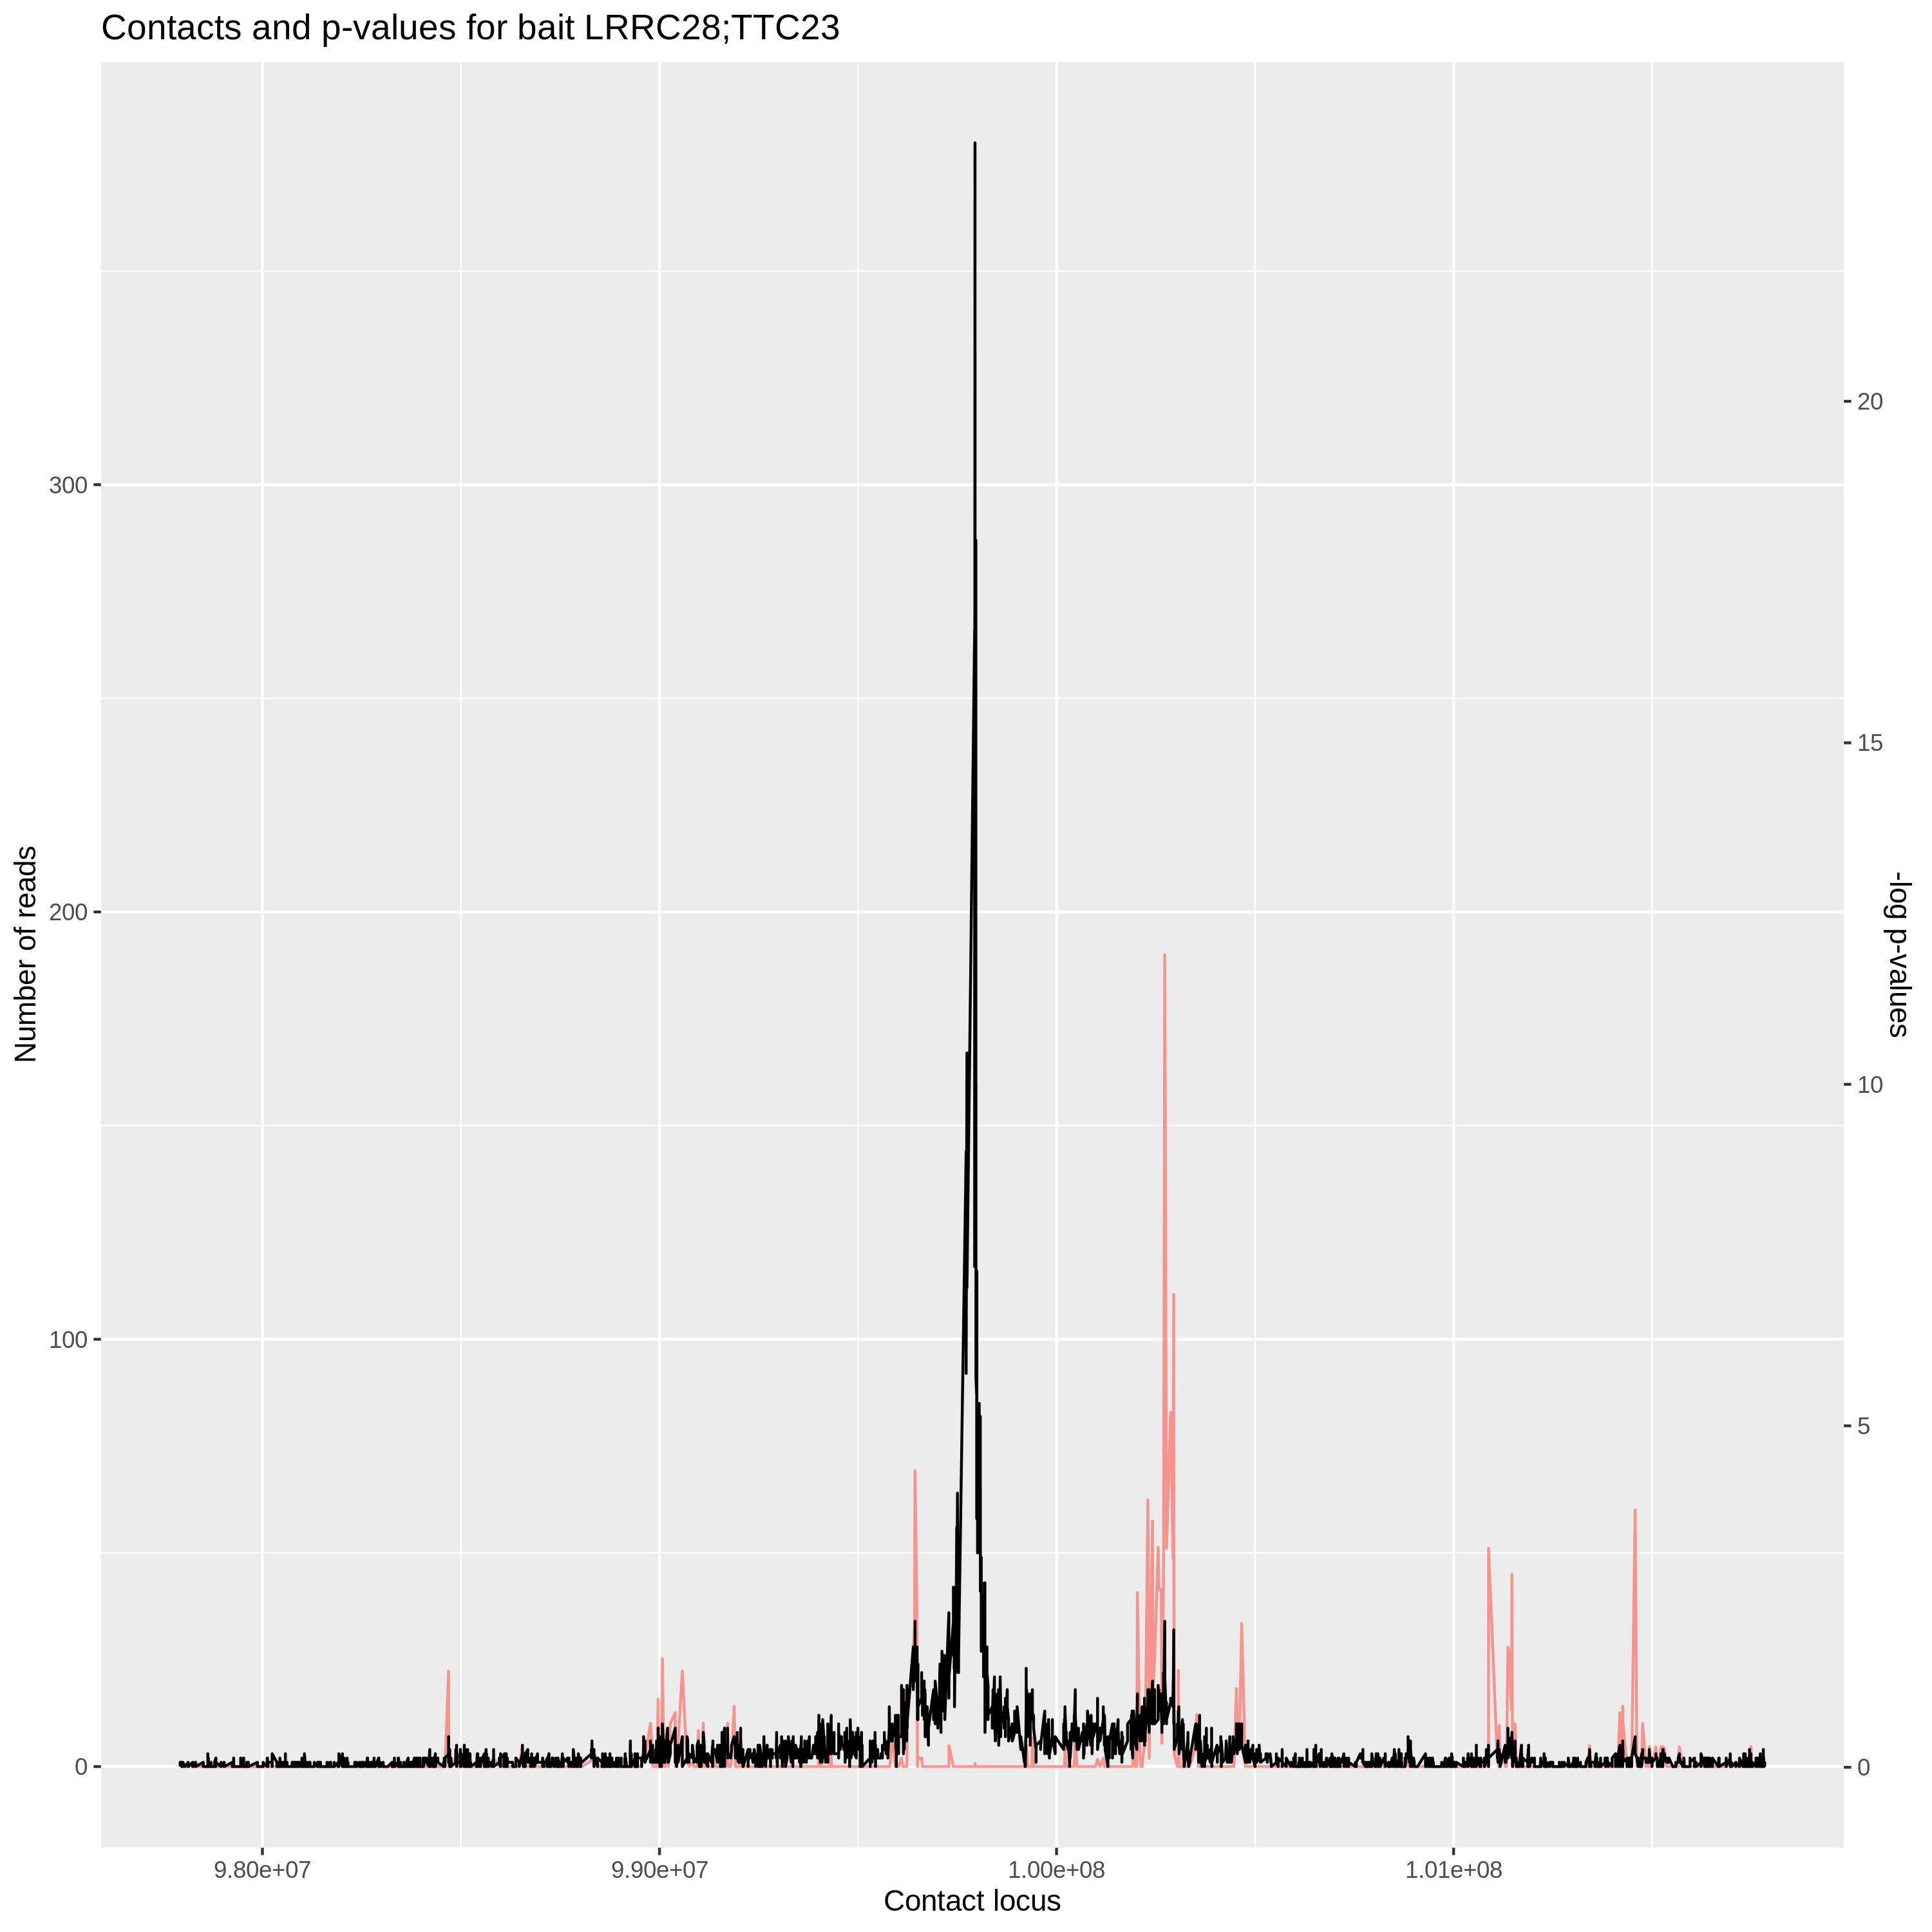 Contacts and p-values for bait LRRC28;TTC23
Number of reads
300
200
100
0
20
15
10
5
0
-log p-values
9.80e+07
9.90e+07
1.00e+08
1.01e+08
Contact locus